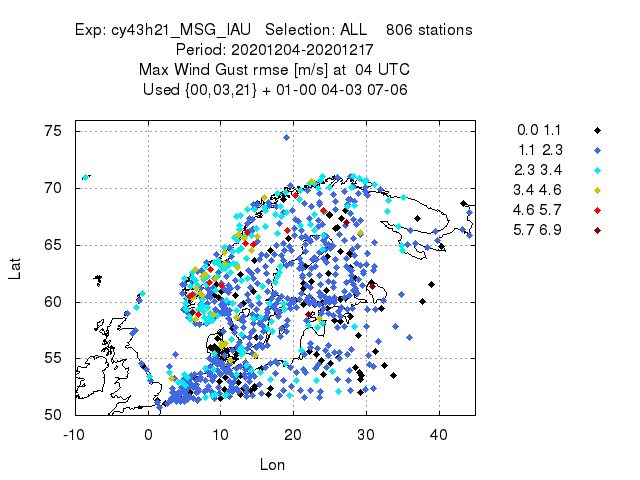 Exp: cy43h21_MSG_IAU   Selection: ALL    806 stations
Period: 20201204-20201217
Max Wind Gust rmse [m/s] at  04 UTC
Used {00,03,21} + 01-00 04-03 07-06
75
70
65
60
55
50
Lat
-10 0 10 20 30 40
Lon
0.0 1.1
1.1 2.3
2.3 3.4
3.4 4.6
4.6 5.7
5.7 6.9